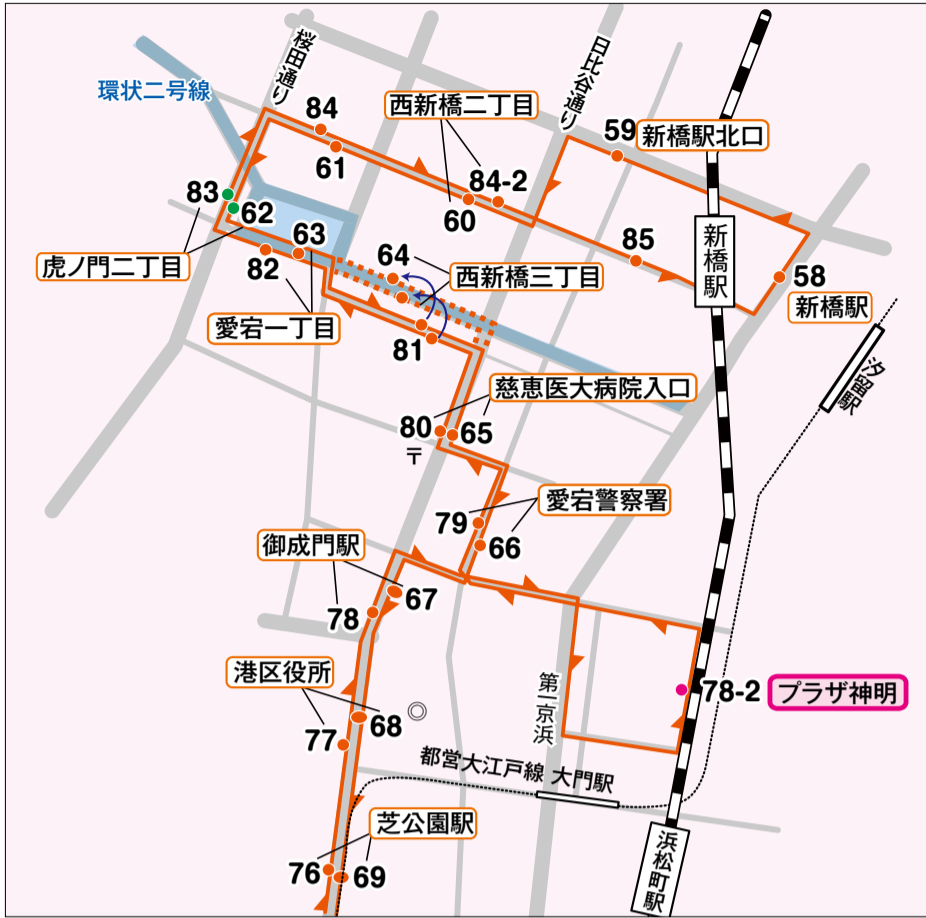 桜田通り
日比谷通り
環状二号線
84
西新橋二丁目
59
新橋駅北口
61
84-2
83
62
60
63
64
85
新橋駅
虎ノ門二丁目
82
西新橋三丁目
58
新橋駅
愛宕一丁目
81
汐留駅
慈恵医大病院入口
80
65
〒
愛宕警察署
79
66
御成門駅
67
78
港区役所
第一京浜
78-2
プラザ神明
68
77
都営大江戸線 大門駅
芝公園駅
76
69
浜松町駅